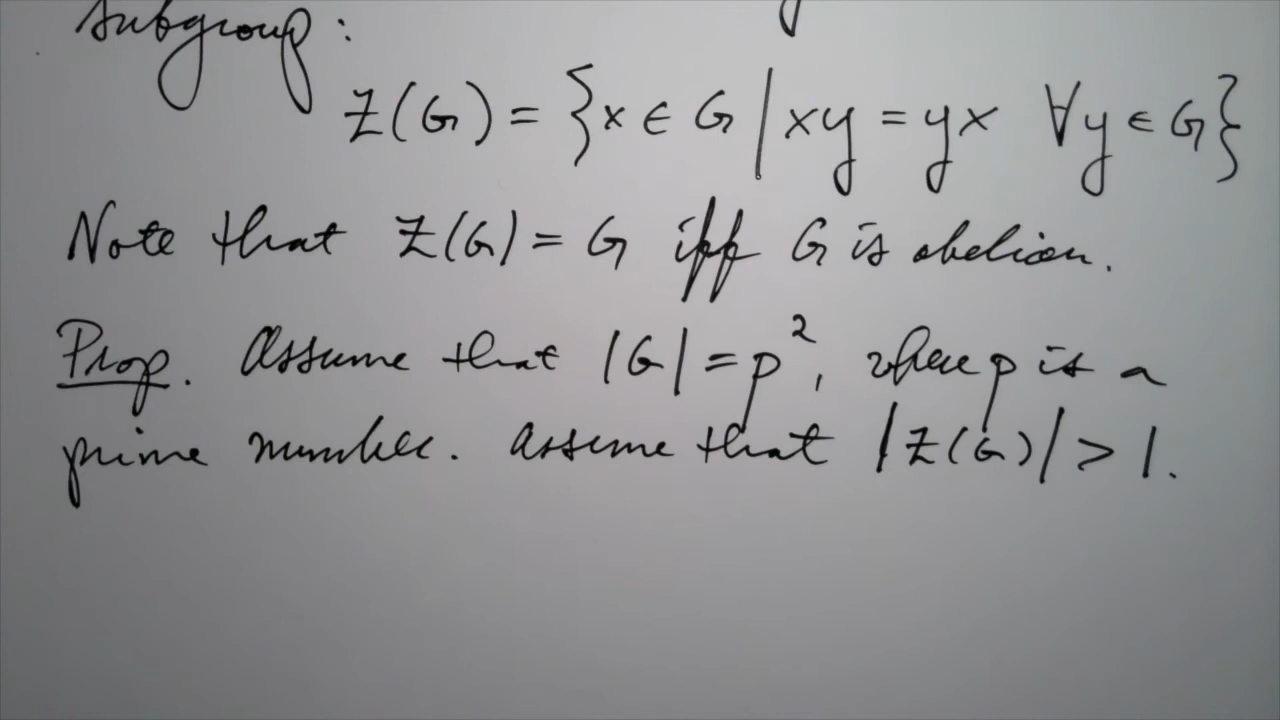 subgroup:
Z(G) = {x ∈ G | xy = yx ∀y ∈ G}
Note that Z(G) = G iff G is abelian.
Prop. Assume that |G| = p², where p is a
prime number. Assume that |Z(G)| > 1.